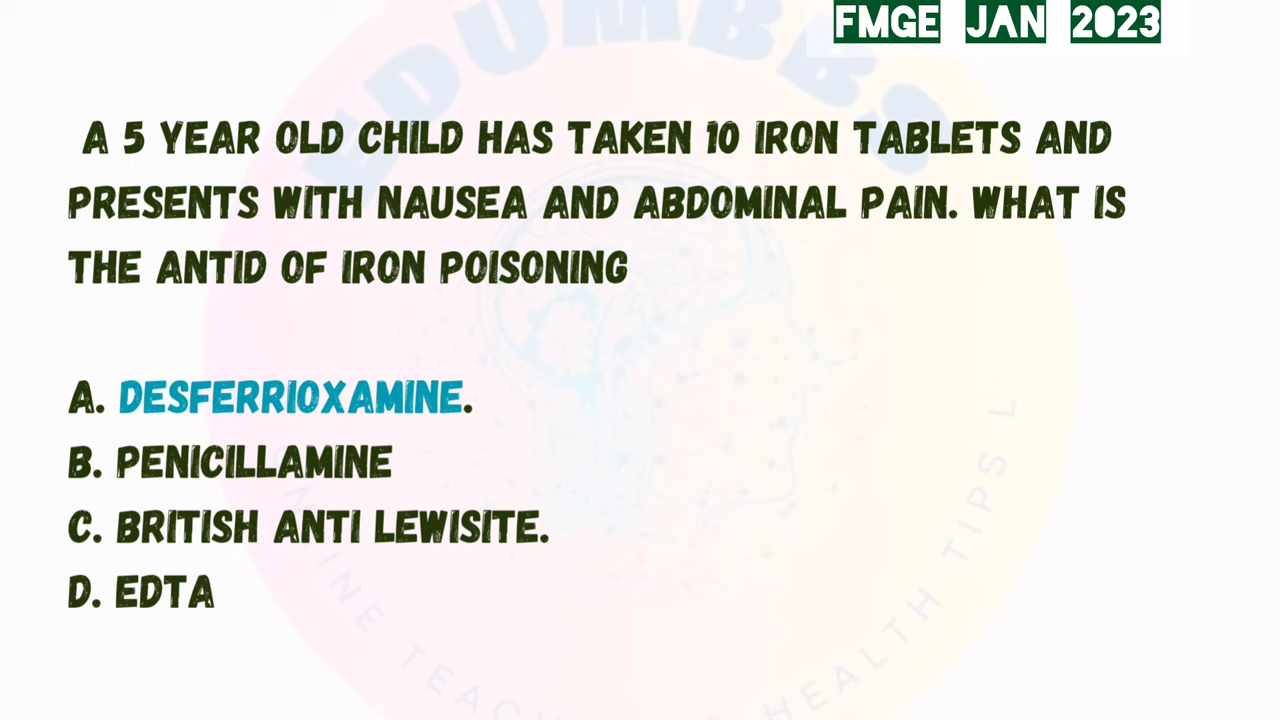 FMGE JAN 2023
EDUMBBS
A 5 YEAR OLD CHILD HAS TAKEN 10 IRON TABLETS AND
PRESENTS WITH NAUSEA AND ABDOMINAL PAIN. WHAT IS
THE ANTID OF IRON POISONING
A. DESFERRIOXAMINE.
B. PENICILLAMINE
C. BRITISH ANTI LEWISITE.
D. EDTA